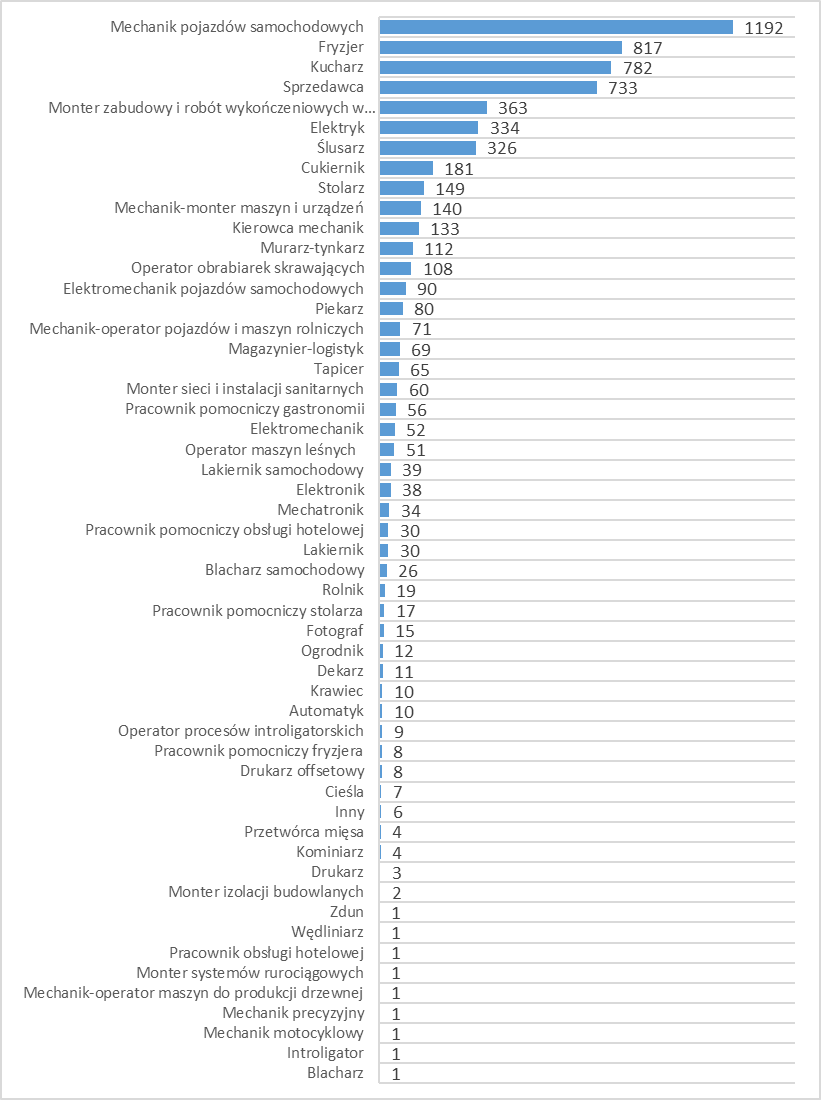 Mechanik pojazdów samochodowych 1192
Fryzjer 817
Kucharz 782
Sprzedawca 733
Monter zabudowy i robót wykończeniowych w... 363
Elektryk 334
Ślusarz 326
Cukiernik 181
Stolarz 149
Mechanik-monter maszyn i urządzeń 140
Kierowca mechanik 133
Murarz-tynkarz 112
Operator obrabiarek skrawających 108
Elektromechanik pojazdów samochodowych 90
Piekarz 80
Mechanik-operator pojazdów i maszyn rolniczych 71
Magazynier-logistyk 69
Tapicer 65
Monter sieci i instalacji sanitarnych 60
Pracownik pomocniczy gastronomii 56
Elektromechanik 52
Operator maszyn leśnych 51
Lakiernik samochodowy 39
Elektronik 38
Mechatronik 34
Pracownik pomocniczy obsługi hotelowej 30
Lakiernik 30
Blacharz samochodowy 26
Rolnik 19
Pracownik pomocniczy stolarza 17
Fotograf 15
Ogrodnik 12
Dekarz 11
Krawiec 10
Automatyk 10
Operator procesów introligatorskich 9
Pracownik pomocniczy fryzjera 8
Drukarz offsetowy 8
Cieśla 7
Inny 6
Przetwórca mięsa 4
Kominiarz 4
Drukarz 3
Monter izolacji budowlanych 2
Zdun 1
Wędliniarz 1
Pracownik obsługi hotelowej 1
Monter systemów rurociągowych 1
Mechanik-operator maszyn do produkcji drzewnej 1
Mechanik precyzyjny 1
Mechanik motocyklowy 1
Introligator 1
Blacharz 1